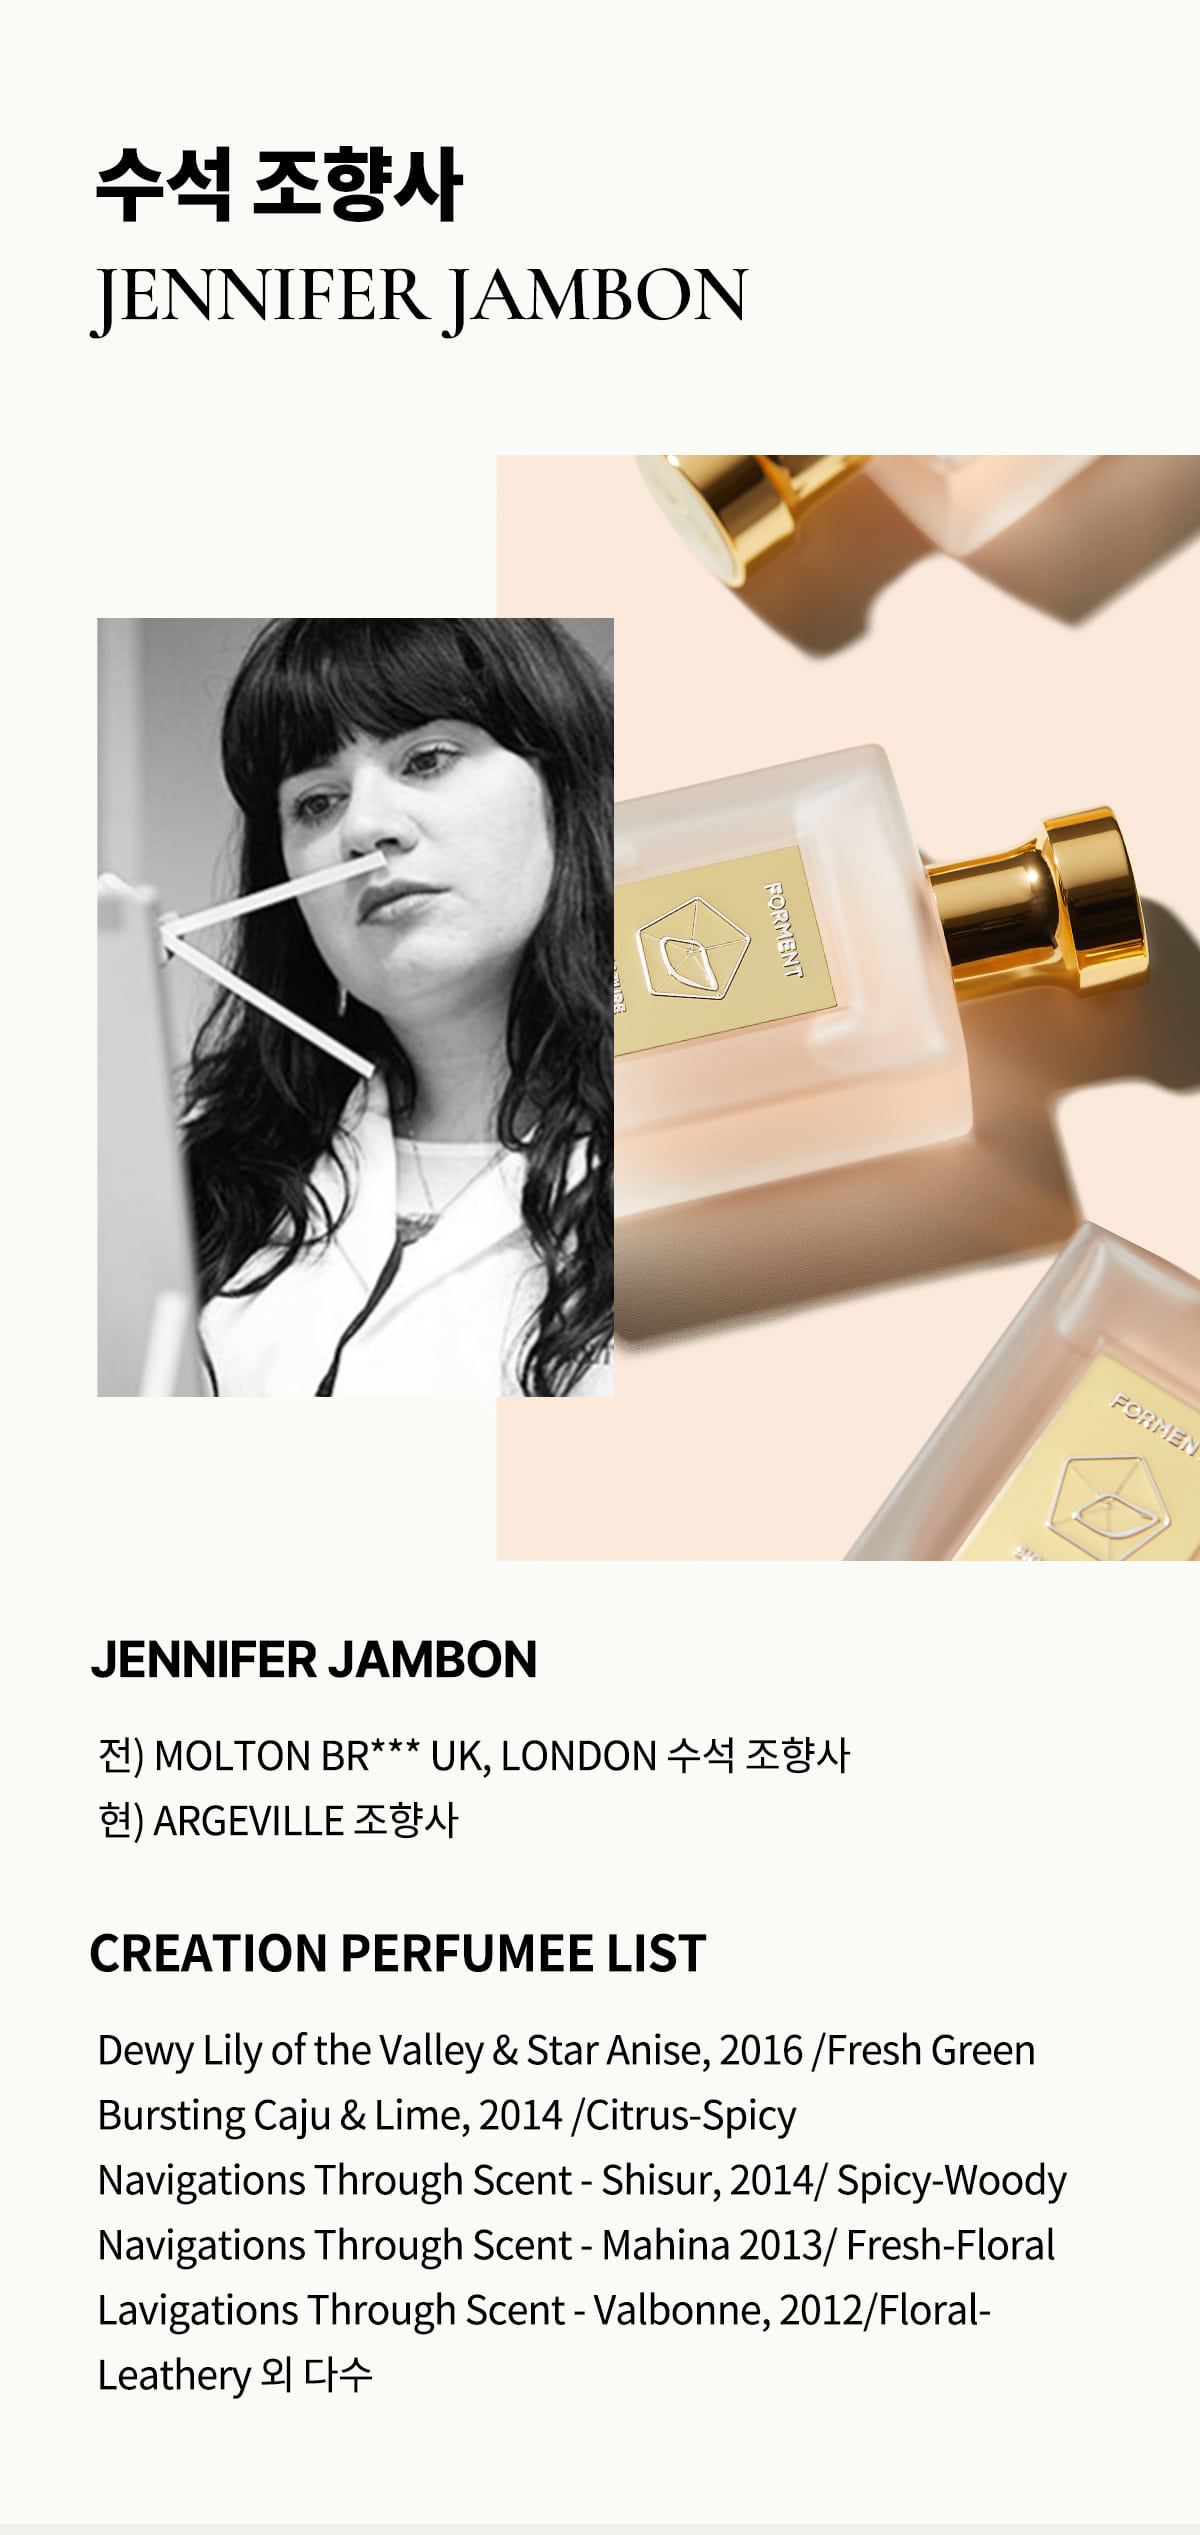 수석 조향사
JENNIFER JAMBON
FORMENT
FORMENT
JENNIFER JAMBON
전) MOLTON BR*** UK, LONDON 수석 조향사
현) ARGEVILLE 조향사
CREATION PERFUMEE LIST
Dewy Lily of the Valley & Star Anise, 2016 /Fresh Green
Bursting Caju & Lime, 2014 /Citrus-Spicy
Navigations Through Scent - Shisur, 2014/ Spicy-Woody
Navigations Through Scent - Mahina 2013/ Fresh-Floral
Lavigations Through Scent - Valbonne, 2012/Floral-
Leathery 외 다수